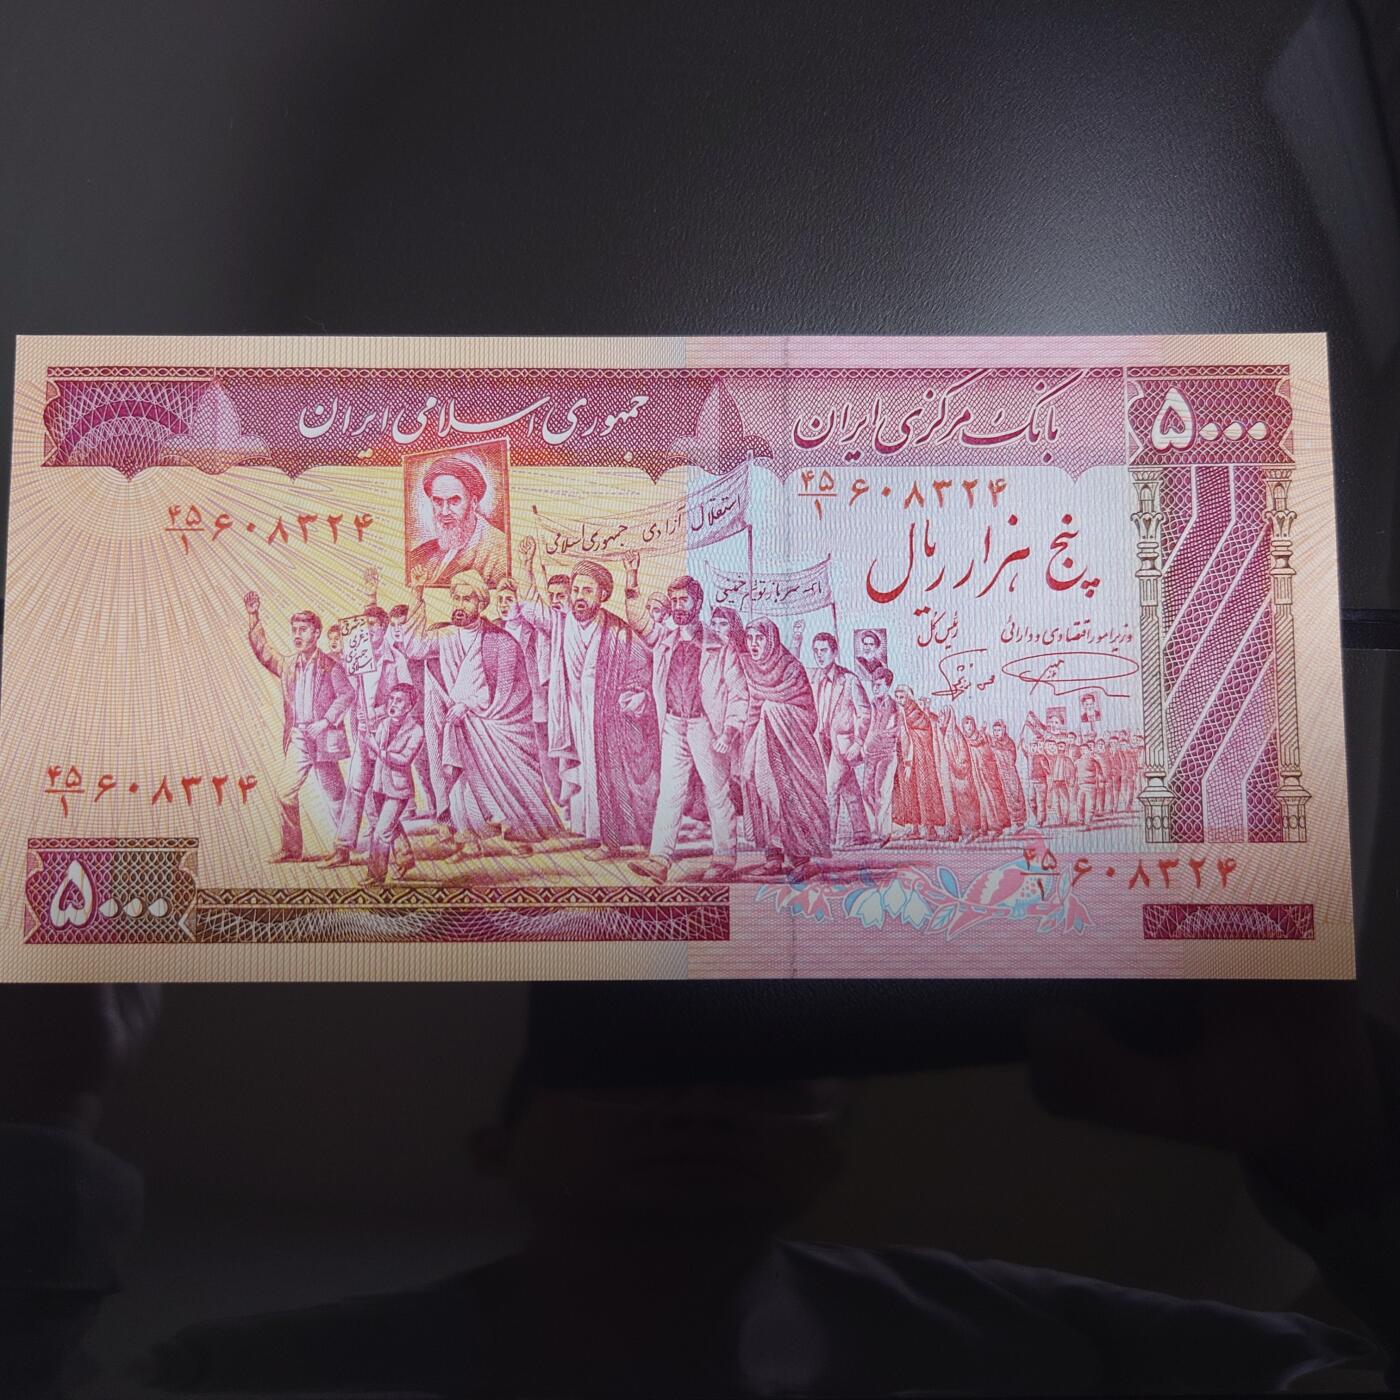 جمهوری اسلامی ایران
بانک مرکزی ایران
۵۰۰۰
۴۵/۱ ۶۰۸۳۲۴
۴۵/۱ ۶۰۸۳۲۴
استقلال آزادی جمهوری اسلامی
پنج هزار ریال
خمینی
رئیس کل
وزیر امور اقتصادی و دارائی
۴۵/۱ ۶۰۸۳۲۴
۴۵/۱ ۶۰۸۳۲۴
۵۰۰۰